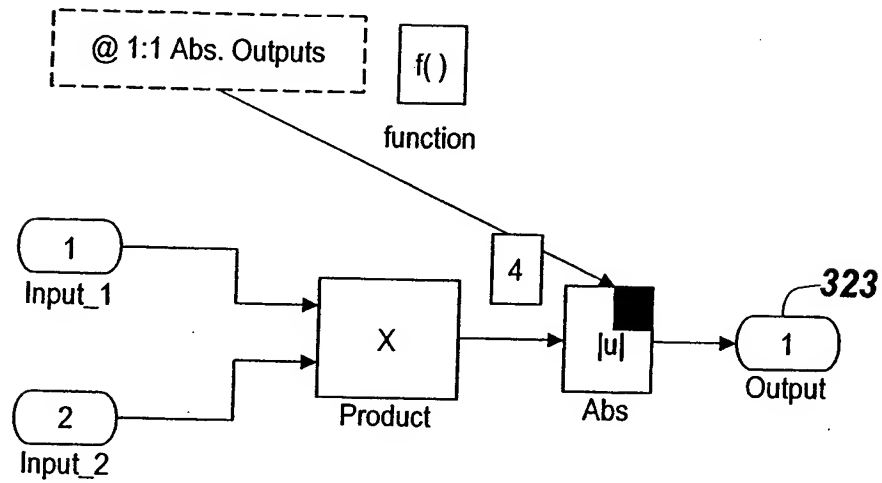 @ 1:1 Abs. Outputs
f( )
function
1
Input_1
4
323
X
|u|
1
Product
Abs
Output
2
Input_2